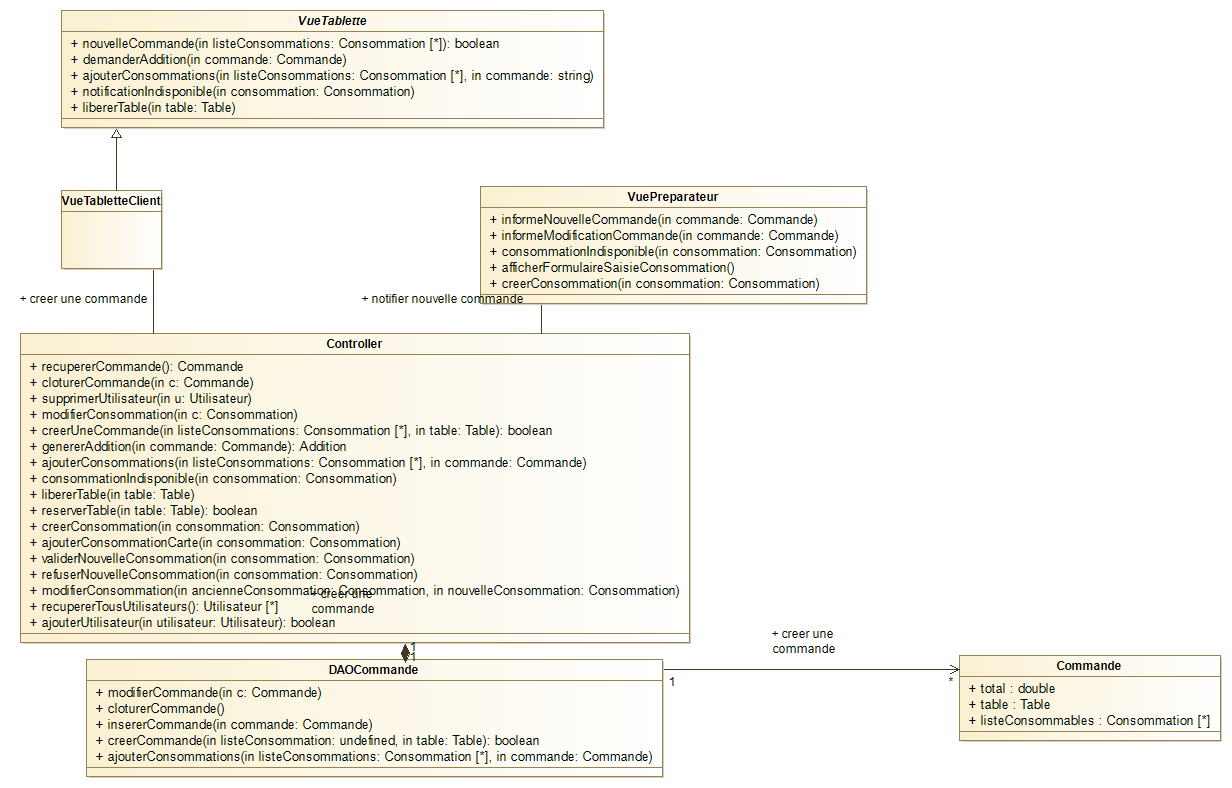 VueTablette
+ nouvelleCommande(in listeConsommations: Consommation [*]): boolean
+ demanderAddition(in commande: Commande)
+ ajouterConsommations(in listeConsommations: Consommation [*], in commande: string)
+ notificationIndisponible(in consommation: Consommation)
+ libererTable(in table: Table)
VueTabletteClient
VuePreparateur
+ informeNouvelleCommande(in commande: Commande)
+ informeModificationCommande(in commande: Commande)
+ consommationIndisponible(in consommation: Consommation)
+ afficherFormulaireSaisieConsommation()
+ creerConsommation(in consommation: Consommation)
+ creer une commande
+ notifier nouvelle commande
Controller
+ recupererCommande(): Commande
+ cloturerCommande(in c: Commande)
+ supprimerUtilisateur(in u: Utilisateur)
+ modifierConsommation(in c: Consommation)
+ creerUneCommande(in listeConsommations: Consommation [*], in table: Table): boolean
+ genererAddition(in commande: Commande): Addition
+ ajouterConsommations(in listeConsommations: Consommation [*], in commande: Commande)
+ consommationIndisponible(in consommation: Consommation)
+ libererTable(in table: Table)
+ reserverTable(in table: Table): boolean
+ creerConsommation(in consommation: Consommation)
+ ajouterConsommationCarte(in consommation: Consommation)
+ validerNouvelleConsommation(in consommation: Consommation)
+ refuserNouvelleConsommation(in consommation: Consommation)
+ modifierConsommation(in ancienneConsommation: Consommation, in nouvelleConsommation: Consommation)
+ recupererTousUtilisateurs(): Utilisateur [*]
+ ajouterUtilisateur(in utilisateur: Utilisateur): boolean
+ creer une
commande
1
1
DAOCommande
+ modifierCommande(in c: Commande)
+ cloturerCommande()
+ insererCommande(in commande: Commande)
+ creerCommande(in listeConsommation: undefined, in table: Table): boolean
+ ajouterConsommations(in listeConsommations: Consommation [*], in commande: Commande)
+ creer une
commande
1
*
Commande
+ total : double
+ table : Table
+ listeConsommables : Consommation [*]